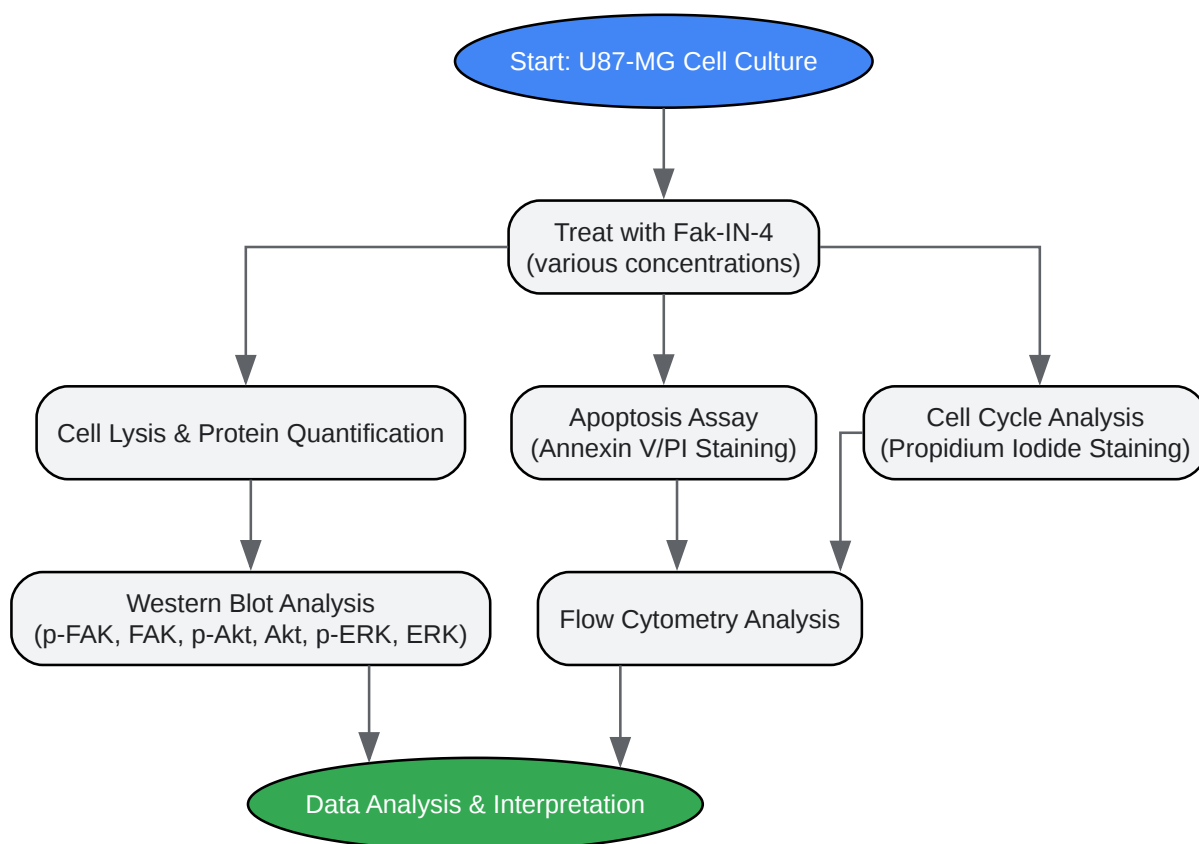 Start: U87-MG Cell Culture
Treat with Fak-IN-4
(various concentrations)
Cell Lysis & Protein Quantification
Apoptosis Assay
(Annexin V/PI Staining)
Cell Cycle Analysis
(Propidium Iodide Staining)
Western Blot Analysis
(p-FAK, FAK, p-Akt, Akt, p-ERK, ERK)
Flow Cytometry Analysis
Data Analysis & Interpretation